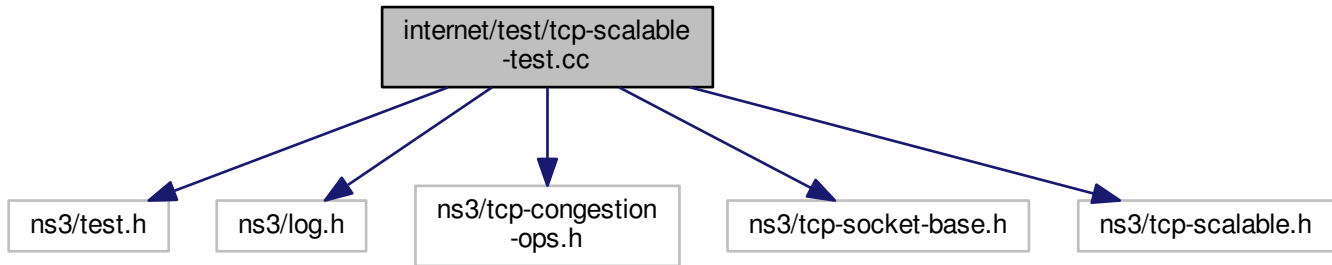 internet/test/tcp-scalable
-test.cc
ns3/test.h
ns3/log.h
ns3/tcp-congestion
-ops.h
ns3/tcp-socket-base.h
ns3/tcp-scalable.h